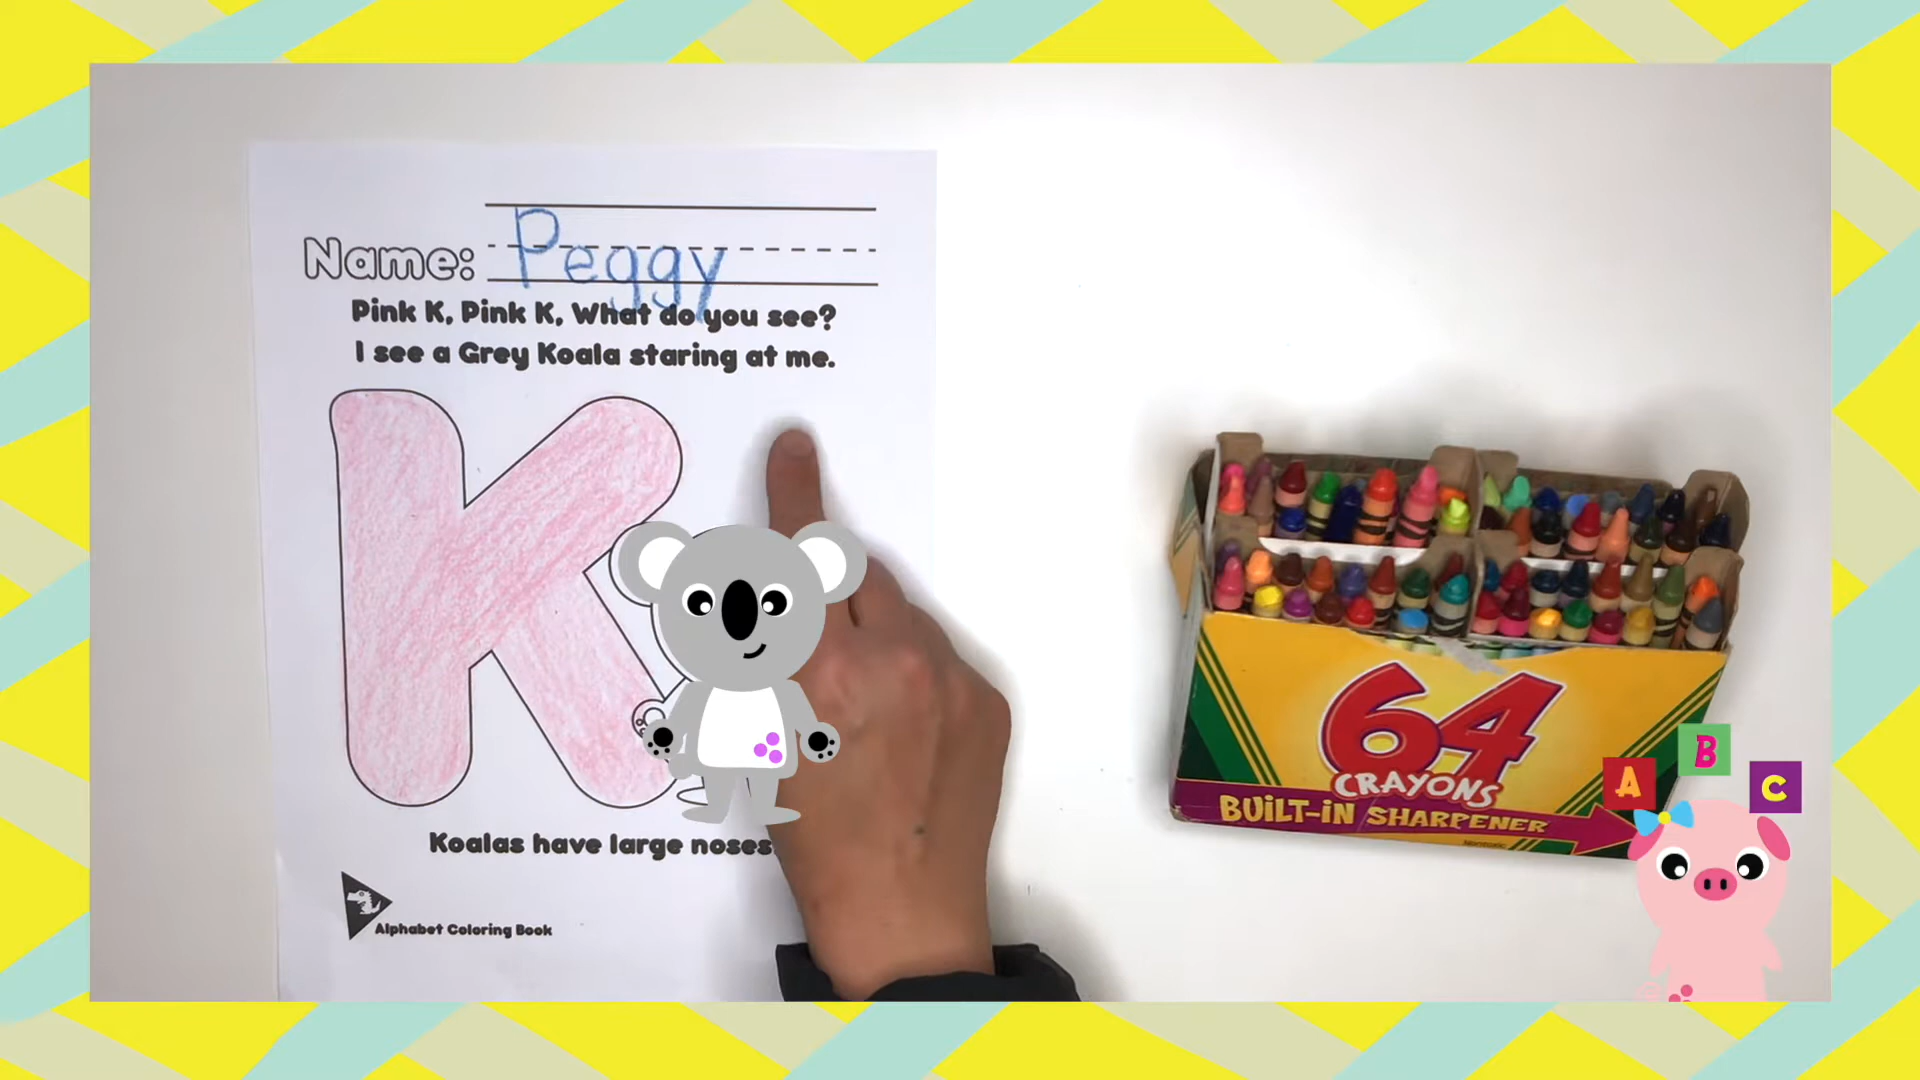 Name: Peggy
Pink K, Pink K, What do you see?
I see a Grey Koala staring at me.
K
Koalas have large noses
Alphabet Coloring Book
64
CRAYONS
BUILT-IN SHARPENER
A B C